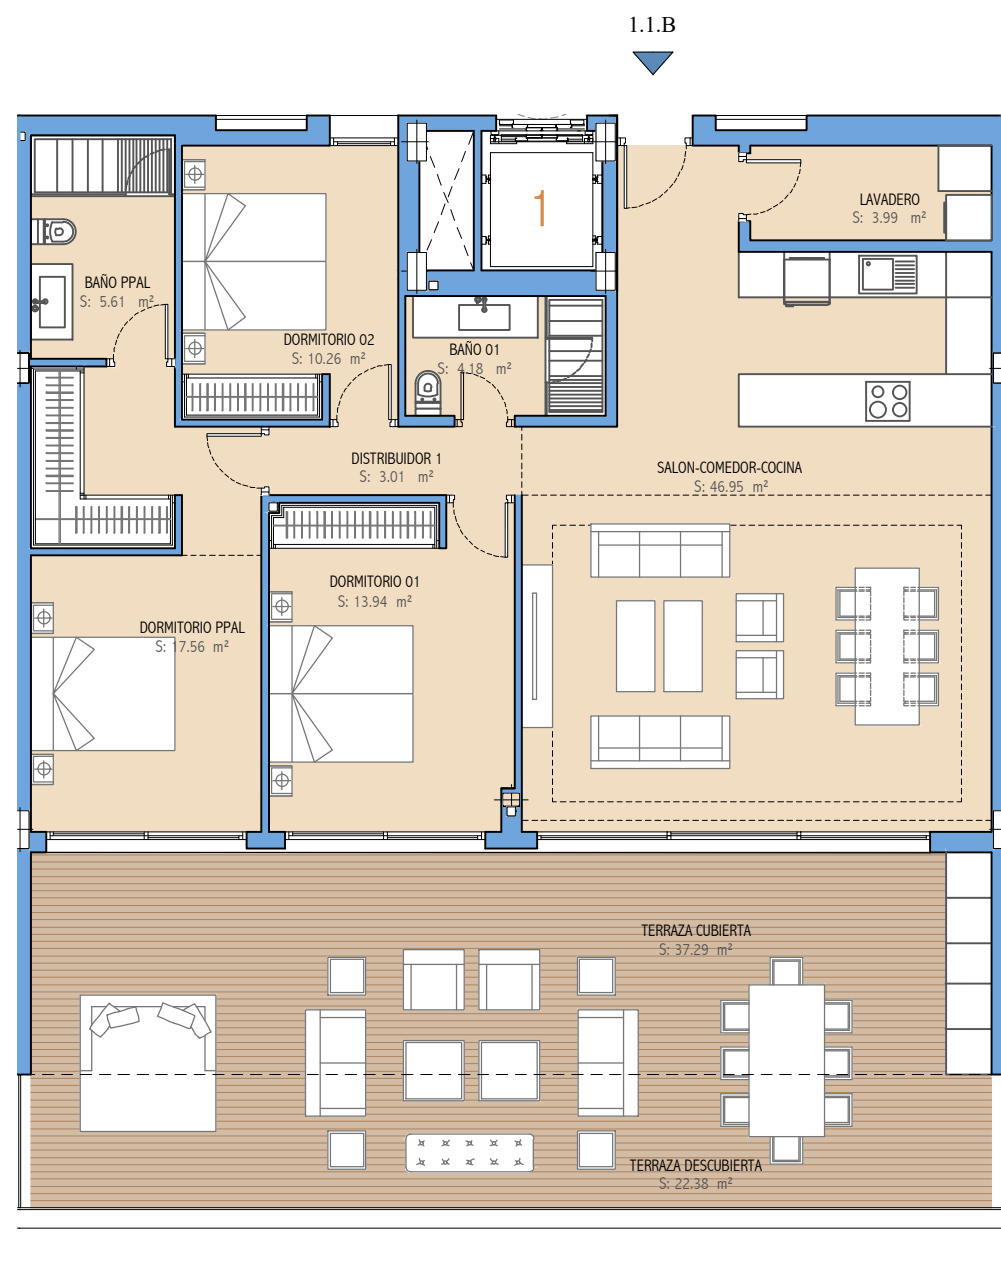 1.1.B
1
LAVADERO
S: 3.99 m²
BAÑO PPAL
S: 5.61 m²
DORMITORIO 02
S: 10.26 m²
BAÑO 01
S: 4.18 m²
DISTRIBUIDOR 1
S: 3.01 m²
SALON-COMEDOR-COCINA
S: 46.95 m²
DORMITORIO 01
S: 13.94 m²
DORMITORIO PPAL
S: 17.56 m²
TERRAZA CUBIERTA
S: 37.29 m²
TERRAZA DESCUBIERTA
S: 22.38 m²